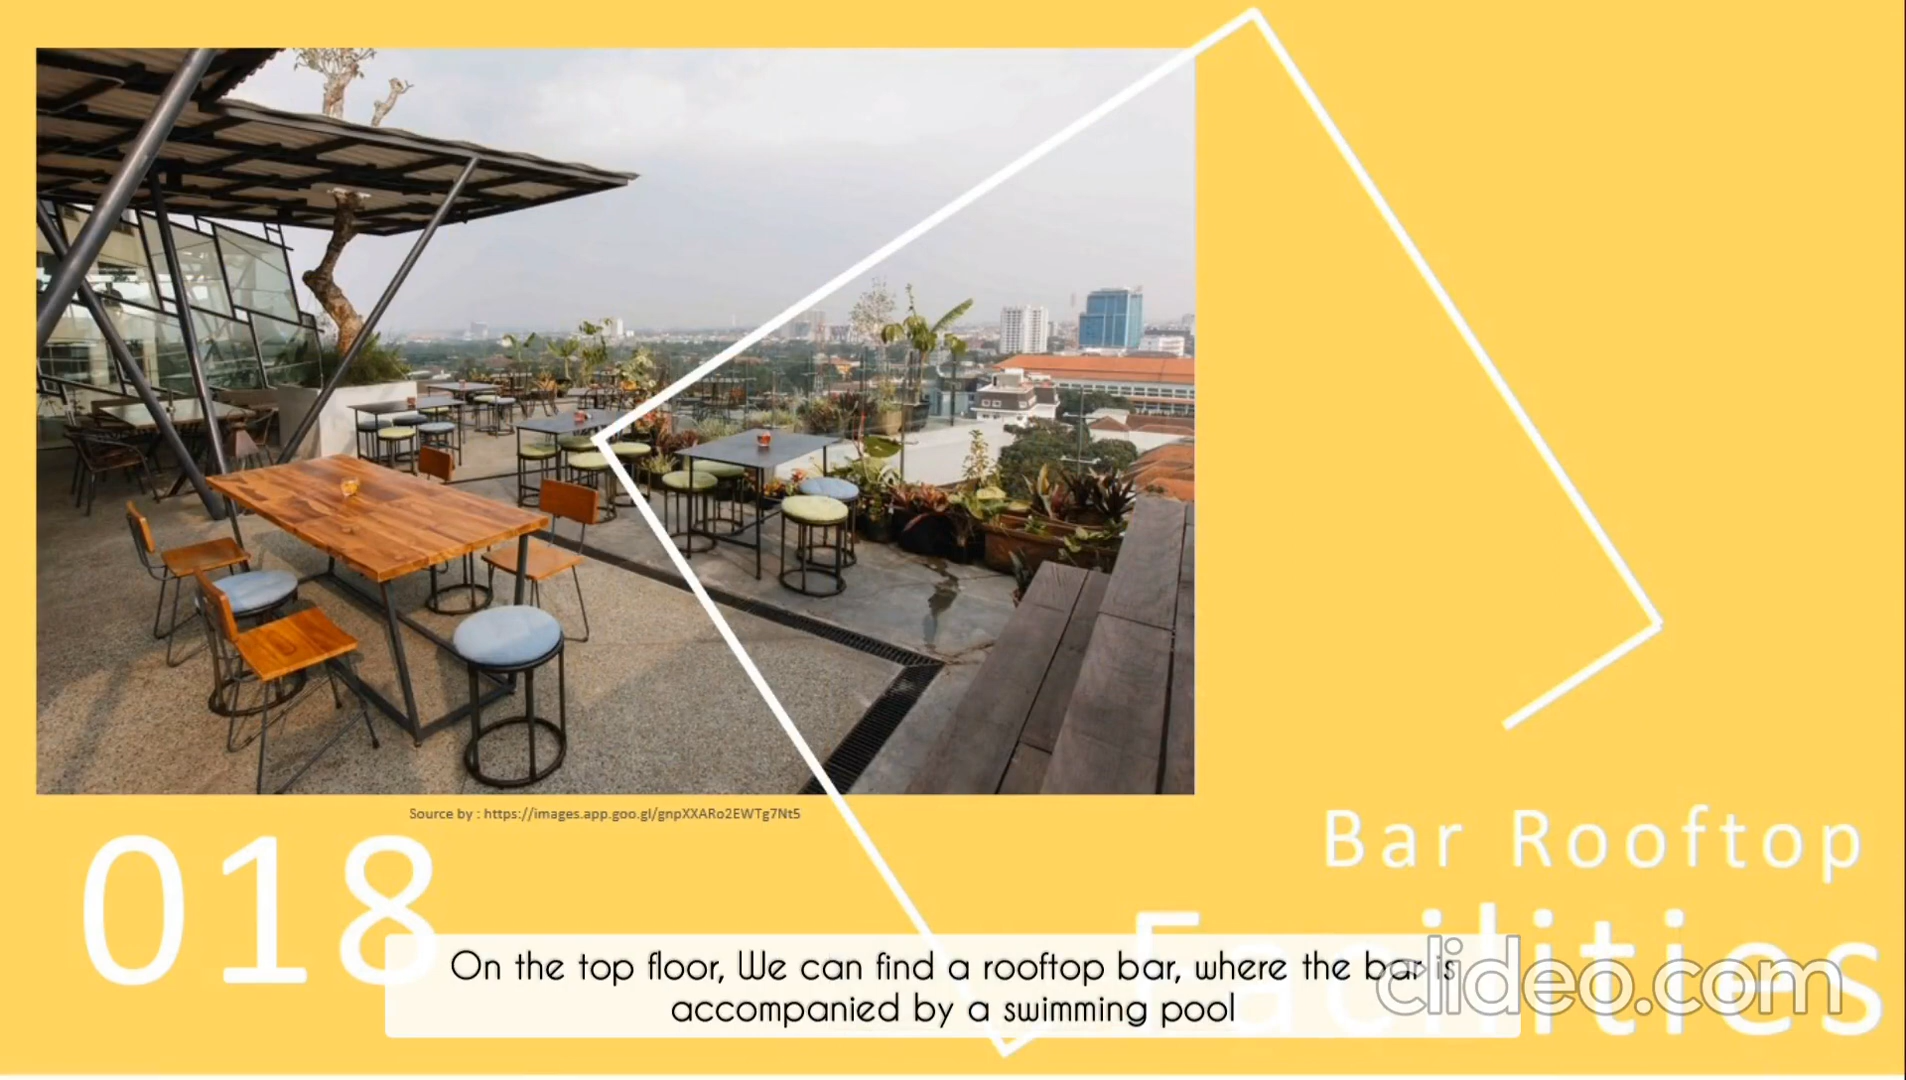 Source by : https://images.app.goo.gl/gnpXXARo2EWTg7Nt5
018
Bar Rooftop
Facilities
On the top floor, We can find a rooftop bar, where the bar is
accompanied by a swimming pool
clideo.com